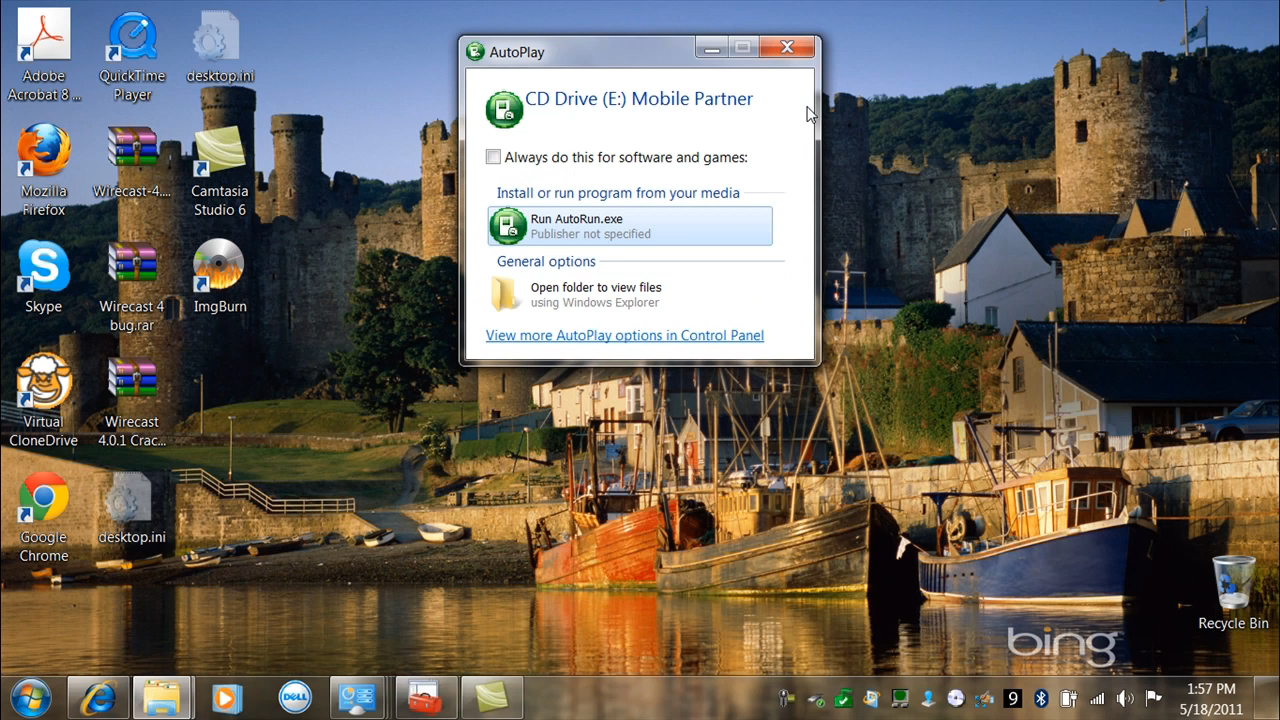 Adobe
Acrobat 8 ...
QuickTime
Player
desktop.ini
Mozilla
Firefox
Wirecast-4....
Camtasia
Studio 6
Skype
Wirecast 4
bug.rar
ImgBurn
Virtual
CloneDrive
Wirecast
4.0.1 Crac...
Google
Chrome
desktop.ini
AutoPlay
CD Drive (E:) Mobile Partner
Always do this for software and games:
Install or run program from your media
Run AutoRun.exe
Publisher not specified
General options
Open folder to view files
using Windows Explorer
View more AutoPlay options in Control Panel
Recycle Bin
bing
DELL
9
1:57 PM
5/18/2011